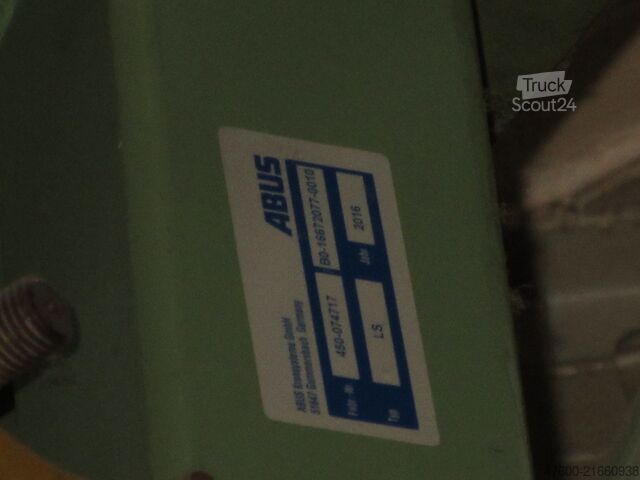 Truck
Scout24
ABUS
ABUS Kransysteme GmbH
51647 Gummersbach Germany
Fabr.-Nr. 450-074717 B0-16672077-0010
Typ LS Jahr 2016